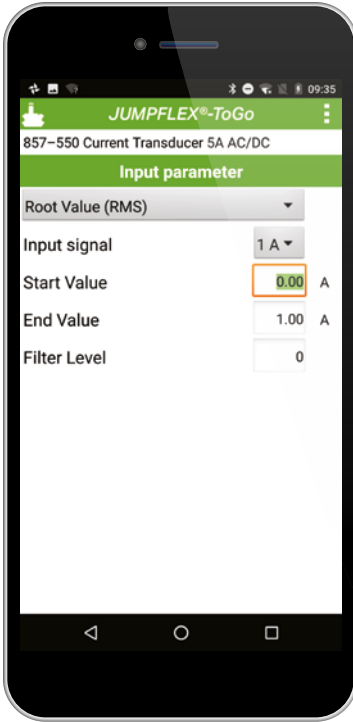 09:35
JUMPFLEX®-ToGo
857–550 Current Transducer 5A AC/DC
Input parameter
Root Value (RMS)
Input signal 1 A
Start Value 0.00 A
End Value 1.00 A
Filter Level 0